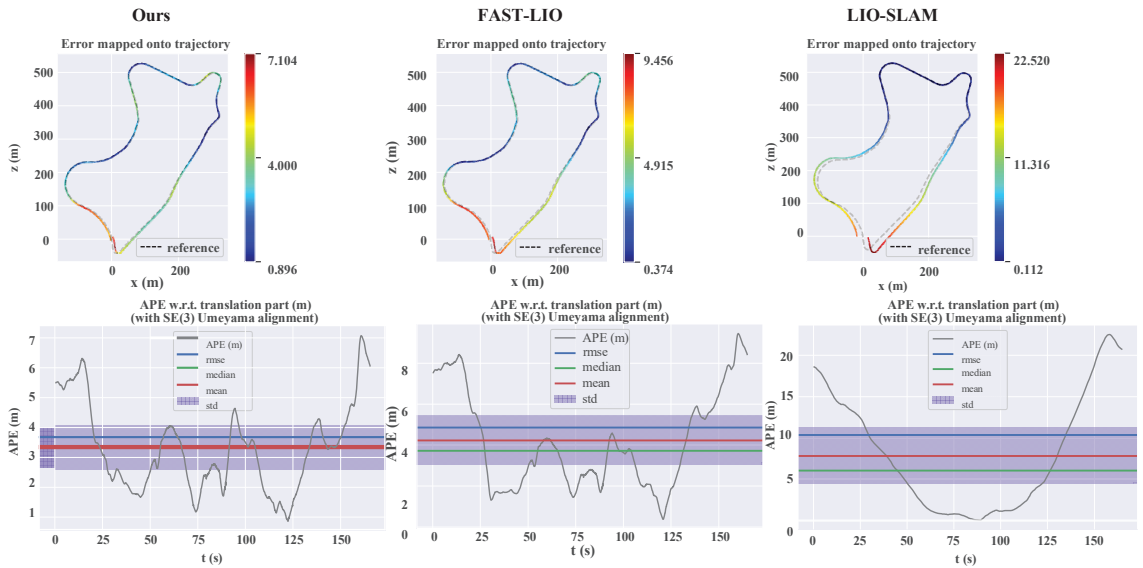 Ours
FAST-LIO
LIO-SLAM
Error mapped onto trajectory
7.104
500
400
300
200
100
0
z (m)
4.000
reference
0.896
0
200
x (m)
Error mapped onto trajectory
9.456
500
400
300
200
100
0
z (m)
4.915
reference
0.374
0
200
x (m)
Error mapped onto trajectory
22.520
500
400
300
200
100
0
z (m)
11.316
reference
0.112
0
200
x (m)
APE w.r.t. translation part (m)
(with SE(3) Umeyama alignment)
7
6
5
4
3
2
1
APE (m)
APE (m)
rmse
median
mean
std
0
25
50
75
100
125
150
t (s)
APE w.r.t. translation part (m)
(with SE(3) Umeyama alignment)
8
6
4
2
0
APE (m)
APE (m)
rmse
median
mean
std
0
25
50
75
100
125
150
t (s)
APE w.r.t. translation part (m)
(with SE(3) Umeyama alignment)
20
15
10
5
0
APE (m)
APE (m)
rmse
median
mean
std
0
25
50
75
100
125
150
t (s)